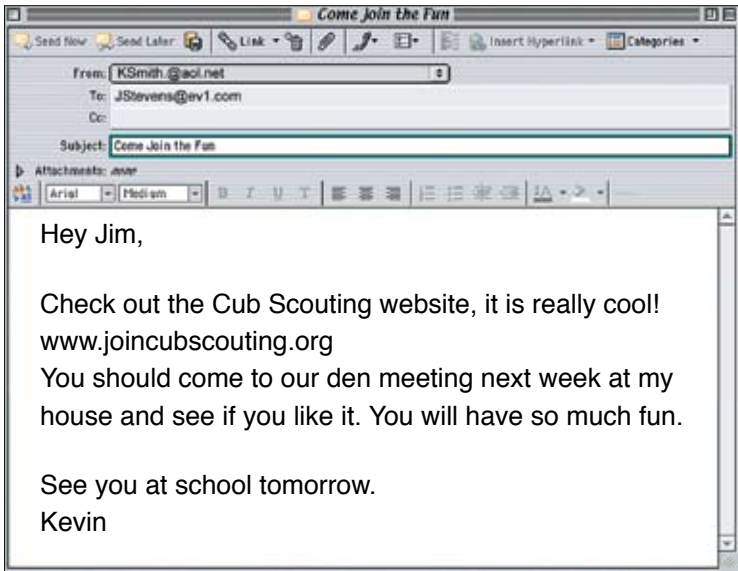 Come Join the Fun
Send Now Send Later Link Insert Hyperlink Categories
From: KSmith.@aol.net
To: JStevens@ev1.com
Cc:
Subject: Come Join the Fun
Attachments:
Arial Medium B I U T A
Hey Jim,
Check out the Cub Scouting website, it is really cool!
www.joincubscouting.org
You should come to our den meeting next week at my
house and see if you like it. You will have so much fun.
See you at school tomorrow.
Kevin